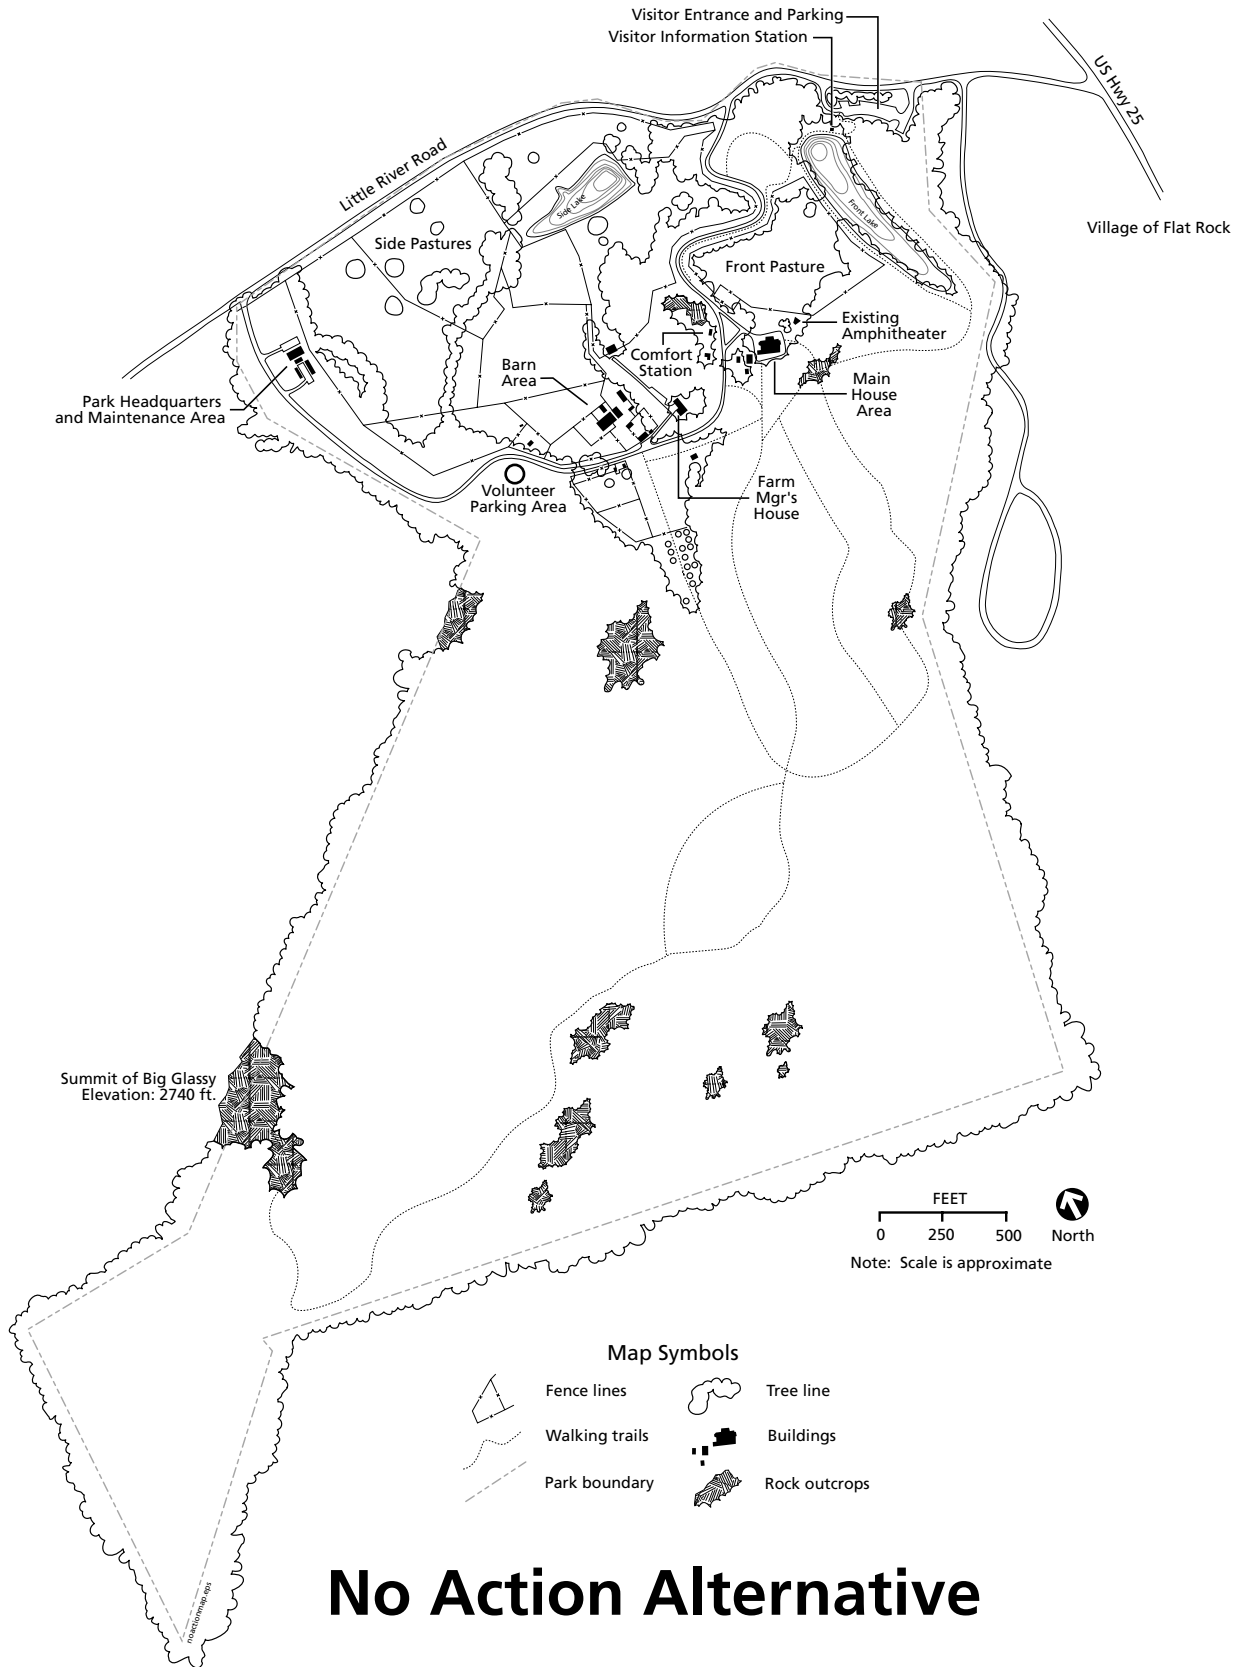 Visitor Entrance and Parking
Visitor Information Station
US Hwy 25
Little River Road
Village of Flat Rock
Side Lake
Front Lake
Side Pastures
Front Pasture
Existing
Amphitheater
Comfort
Station
Barn
Area
Main
House
Area
Park Headquarters
and Maintenance Area
Volunteer
Parking Area
Farm
Mgr's
House
Summit of Big Glassy
Elevation: 2740 ft.
FEET
0 250 500
North
Note: Scale is approximate
Map Symbols
Fence lines
Tree line
Walking trails
Buildings
Park boundary
Rock outcrops
noactionmap.eps
No Action Alternative